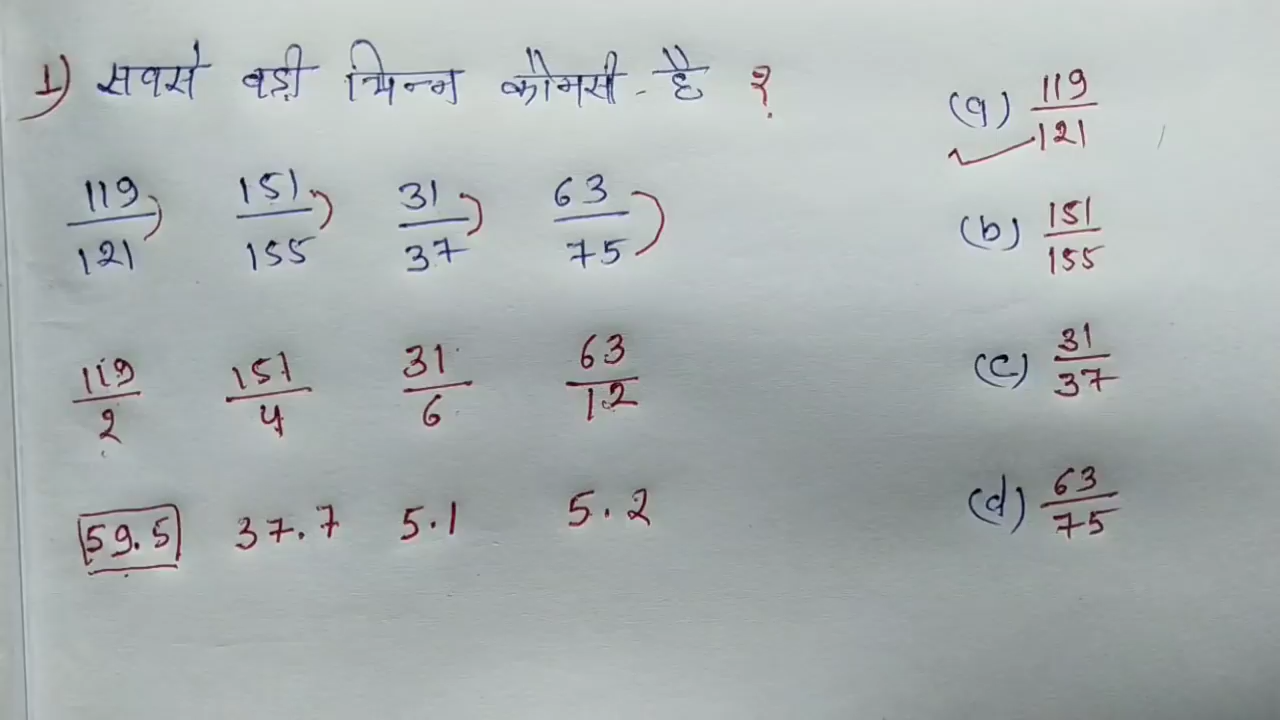 1) सबसे बड़ी भिन्न कौनसी है ?
119/121 151/155 31/37 63/75
119/2 151/4 31/6 63/12
59.5 37.7 5.1 5.2
(a) 119/121
(b) 151/155
(c) 31/37
(d) 63/75